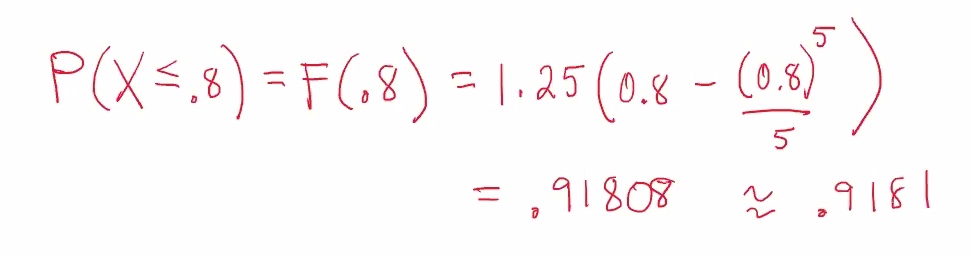 P(X ≤ .8) = F(.8) = 1.25(0.8 - (0.8)^5/5)
= .91808 ≈ .9181